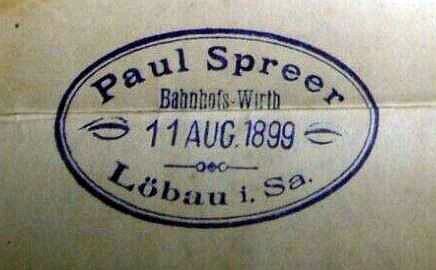 Paul Spreer
Bahnhofs-Wirth
11 AUG. 1899
Löbau i. Sa.